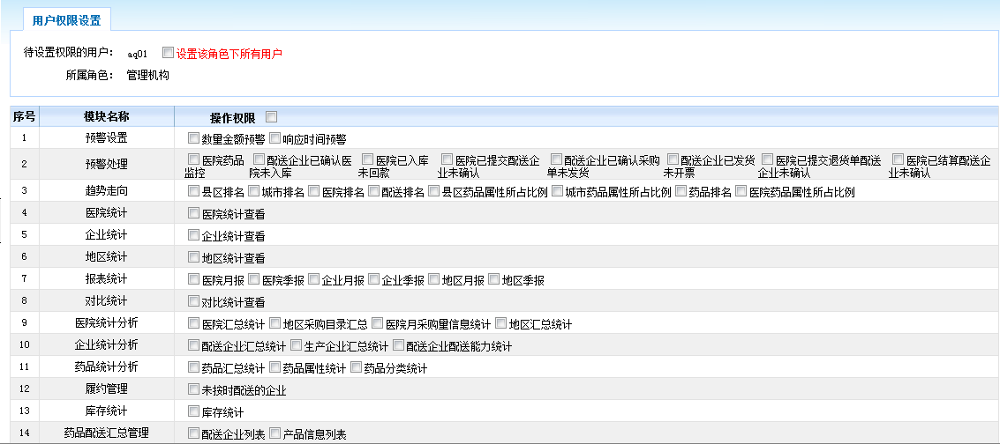 用户权限设置
待设置权限的用户： aq01 设置该角色下所有用户
所属角色： 管理机构
序号 模块名称 操作权限
1 预警设置 数量金额预警 响应时间预警
2 预警处理 医院药品监控 配送企业已确认医院未入库 医院已入库未回款 医院已提交配送企业未确认 配送企业已确认采购单未发货 配送企业已发货未开票 医院已提交退货单配送企业未确认 医院已结算配送企业未确认
3 趋势走向 县区排名 城市排名 医院排名 配送排名 县区药品属性所占比例 城市药品属性所占比例 药品排名 医院药品属性所占比例
4 医院统计 医院统计查看
5 企业统计 企业统计查看
6 地区统计 地区统计查看
7 报表统计 医院月报 医院季报 企业月报 企业季报 地区月报 地区季报
8 对比统计 对比统计查看
9 医院统计分析 医院汇总统计 地区采购目录汇总 医院月采购量信息统计 地区汇总统计
10 企业统计分析 配送企业汇总统计 生产企业汇总统计 配送企业配送能力统计
11 药品统计分析 药品汇总统计 药品属性统计 药品分类统计
12 履约管理 未按时配送的企业
13 库存统计 库存统计
14 药品配送汇总管理 配送企业列表 产品信息列表